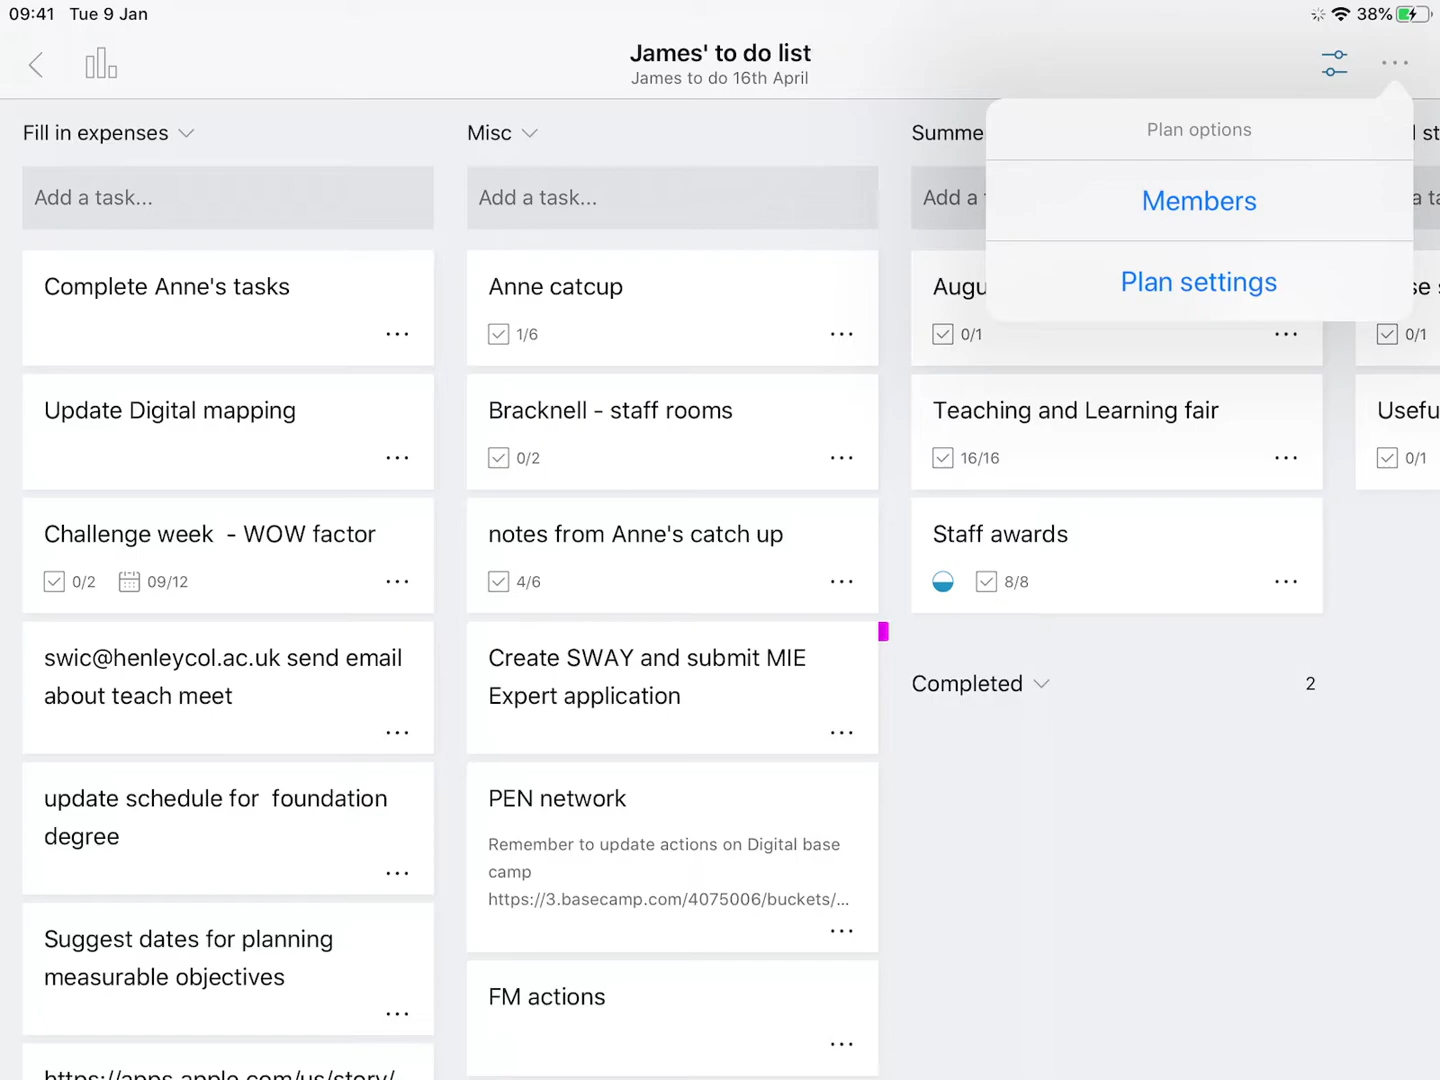 09:41 Tue 9 Jan
38%
James' to do list
James to do 16th April
Plan options
Members
Plan settings
Fill in expenses
Add a task...
Complete Anne's tasks
Update Digital mapping
Challenge week - WOW factor
0/2 09/12
swic@henleycol.ac.uk send email
about teach meet
update schedule for foundation
degree
Suggest dates for planning
measurable objectives
https://apps.apple.com/us/story/
Misc
Add a task...
Anne catcup
1/6
Bracknell - staff rooms
0/2
notes from Anne's catch up
4/6
Create SWAY and submit MIE
Expert application
PEN network
Remember to update actions on Digital base
camp
https://3.basecamp.com/4075006/buckets/...
FM actions
Summe
Add a
Augu
0/1
Teaching and Learning fair
16/16
Staff awards
8/8
Completed 2
0/1
Usefu
0/1